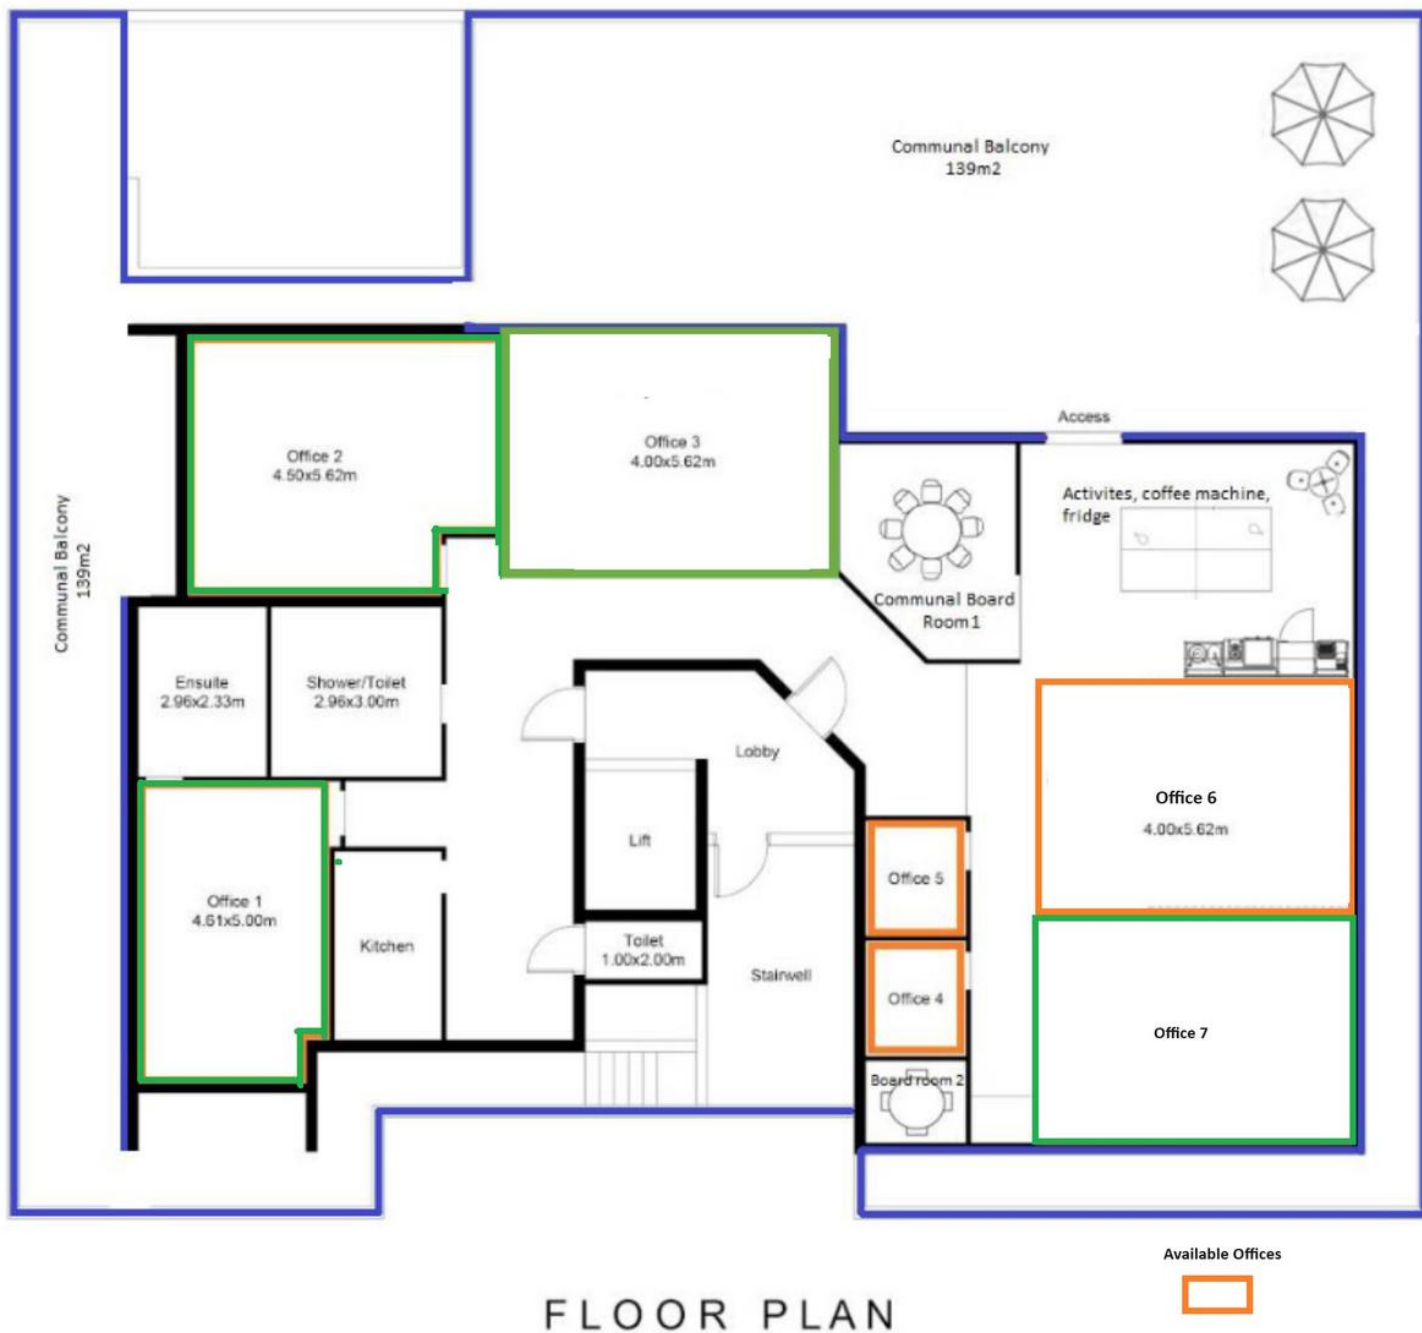 Communal Balcony
139m2
Access
Office 2
4.50x5.62m
Office 3
4.00x5.62m
Activites, coffee machine,
fridge
Communal Balcony
139m2
Communal Board
Room1
Ensuite
2.96x2.33m
Shower/Toilet
2.96x3.00m
Lobby
Office 6
4.00x5.62m
Lift
Office 5
Office 1
4.61x5.00m
Kitchen
Toilet
1.00x2.00m
Stairwell
Office 4
Office 7
Board room 2
Available Offices
FLOOR PLAN